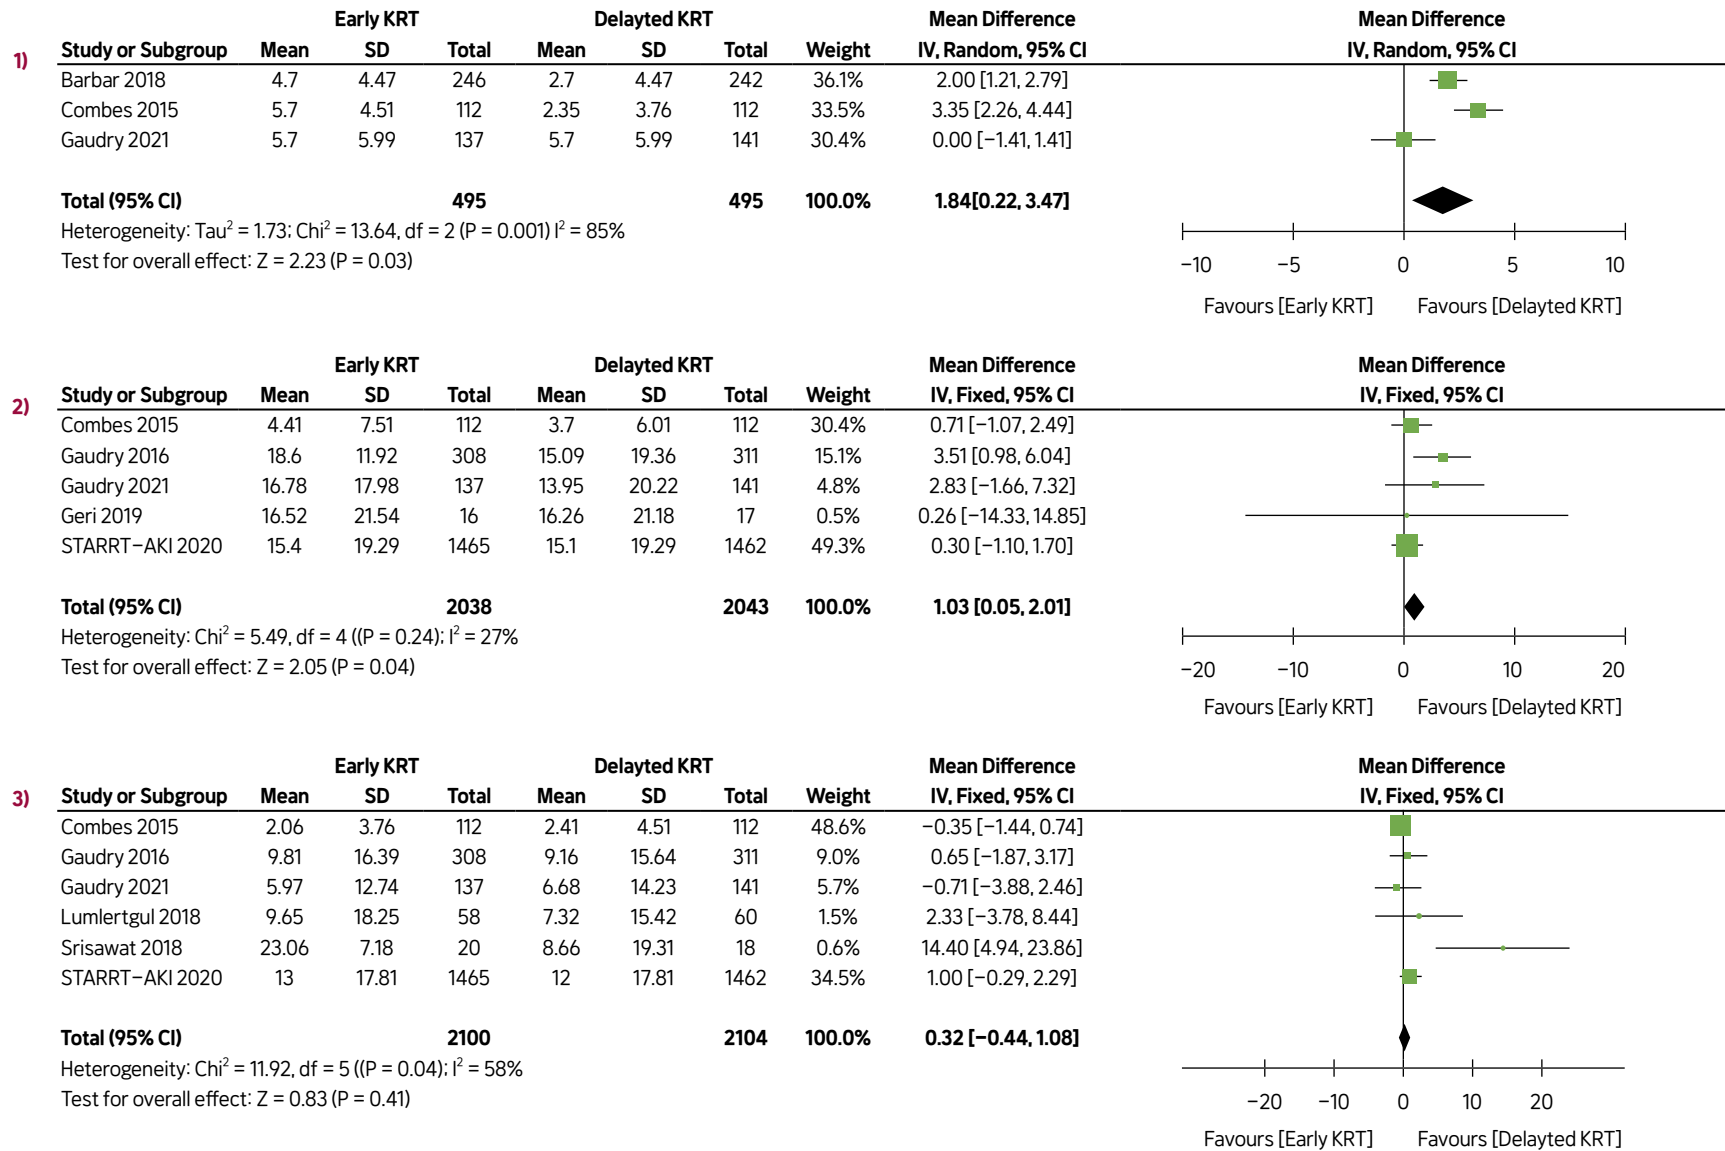 1)
Early KRT Delayted KRT Mean Difference Mean Difference
Study or Subgroup Mean SD Total Mean SD Total Weight IV, Random, 95% CI IV, Random, 95% CI
Barbar 2018 4.7 4.47 246 2.7 4.47 242 36.1% 2.00 [1.21, 2.79]
Combes 2015 5.7 4.51 112 2.35 3.76 112 33.5% 3.35 [2.26, 4.44]
Gaudry 2021 5.7 5.99 137 5.7 5.99 141 30.4% 0.00 [−1.41, 1.41]
Total (95% CI) 495 495 100.0% 1.84[0.22, 3.47]
Heterogeneity: Tau² = 1.73; Chi² = 13.64, df = 2 (P = 0.001) I² = 85%
Test for overall effect: Z = 2.23 (P = 0.03)
−10 −5 0 5 10
Favours [Early KRT] Favours [Delayted KRT]
2)
Early KRT Delayted KRT Mean Difference Mean Difference
Study or Subgroup Mean SD Total Mean SD Total Weight IV, Fixed, 95% CI IV, Fixed, 95% CI
Combes 2015 4.41 7.51 112 3.7 6.01 112 30.4% 0.71 [−1.07, 2.49]
Gaudry 2016 18.6 11.92 308 15.09 19.36 311 15.1% 3.51 [0.98, 6.04]
Gaudry 2021 16.78 17.98 137 13.95 20.22 141 4.8% 2.83 [−1.66, 7.32]
Geri 2019 16.52 21.54 16 16.26 21.18 17 0.5% 0.26 [−14.33, 14.85]
STARRT−AKI 2020 15.4 19.29 1465 15.1 19.29 1462 49.3% 0.30 [−1.10, 1.70]
Total (95% CI) 2038 2043 100.0% 1.03 [0.05, 2.01]
Heterogeneity: Chi² = 5.49, df = 4 ((P = 0.24); I² = 27%
Test for overall effect: Z = 2.05 (P = 0.04)
−20 −10 0 10 20
Favours [Early KRT] Favours [Delayted KRT]
3)
Early KRT Delayted KRT Mean Difference Mean Difference
Study or Subgroup Mean SD Total Mean SD Total Weight IV, Fixed, 95% CI IV, Fixed, 95% CI
Combes 2015 2.06 3.76 112 2.41 4.51 112 48.6% −0.35 [−1.44, 0.74]
Gaudry 2016 9.81 16.39 308 9.16 15.64 311 9.0% 0.65 [−1.87, 3.17]
Gaudry 2021 5.97 12.74 137 6.68 14.23 141 5.7% −0.71 [−3.88, 2.46]
Lumlertgul 2018 9.65 18.25 58 7.32 15.42 60 1.5% 2.33 [−3.78, 8.44]
Srisawat 2018 23.06 7.18 20 8.66 19.31 18 0.6% 14.40 [4.94, 23.86]
STARRT−AKI 2020 13 17.81 1465 12 17.81 1462 34.5% 1.00 [−0.29, 2.29]
Total (95% CI) 2100 2104 100.0% 0.32 [−0.44, 1.08]
Heterogeneity: Chi² = 11.92, df = 5 ((P = 0.04); I² = 58%
Test for overall effect: Z = 0.83 (P = 0.41)
−20 −10 0 10 20
Favours [Early KRT] Favours [Delayted KRT]